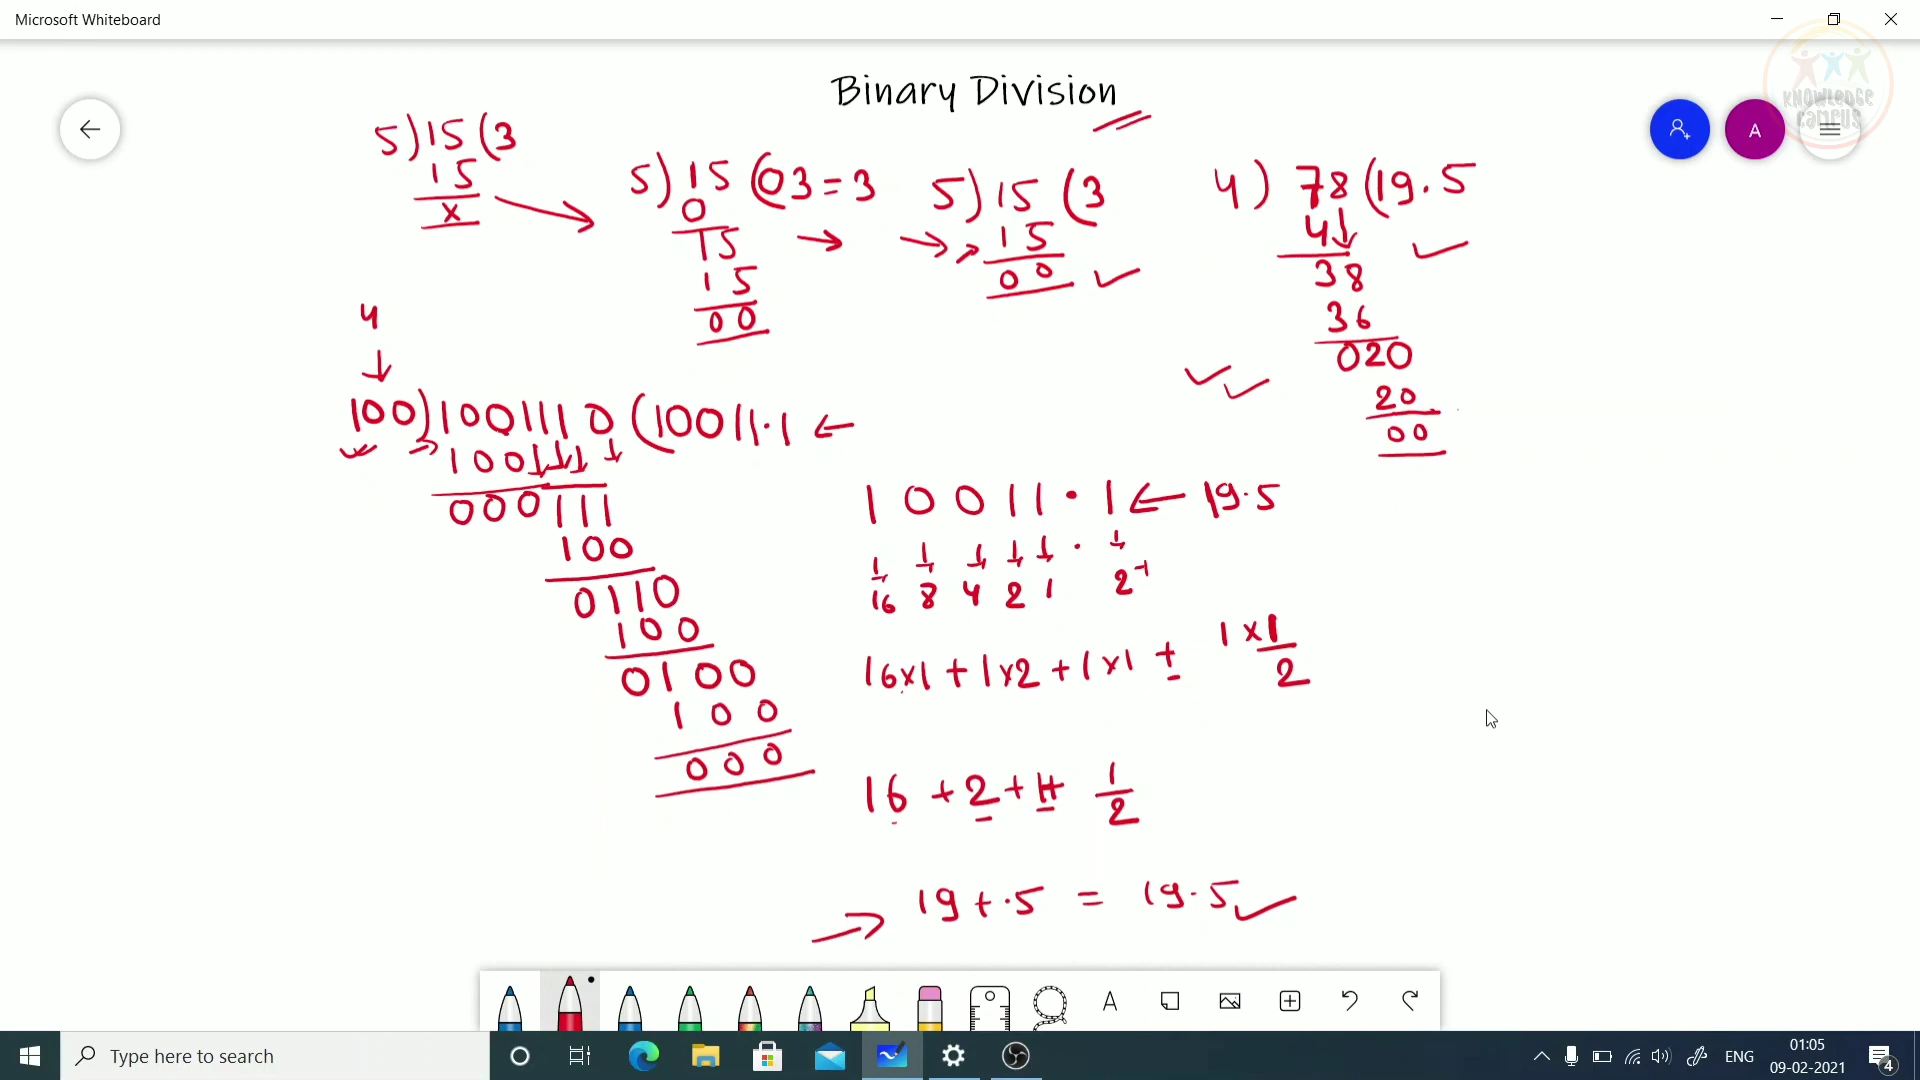 Microsoft Whiteboard
KNOWLEDGE
CAMPUS
Binary Division
A
5)15(3
15
x
5)15(03=3
0
15
15
00
5)15(3
15
00
4)78(19.5
4
38
36
020
20
00
4
100)1001110(10011.1
100
000111
100
0110
100
0100
100
000
10011.1 19.5
16 8 4 2 1 2-1
16x1+1x2+1x1+ 1x1
2
16+2+1+ 1
2
19+.5 = 19.5
A
Type here to search
ENG
01:05
09-02-2021
4